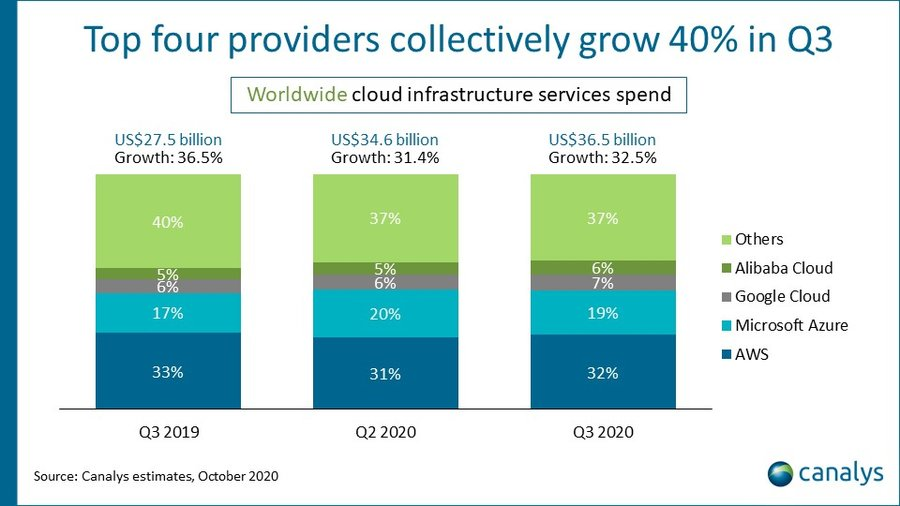 Top four providers collectively grow 40% in Q3
Worldwide cloud infrastructure services spend
US$27.5 billion
Growth: 36.5%
US$34.6 billion
Growth: 31.4%
US$36.5 billion
Growth: 32.5%
40%
5%
6%
17%
33%
37%
5%
6%
20%
31%
37%
6%
7%
19%
32%
Others
Alibaba Cloud
Google Cloud
Microsoft Azure
AWS
Q3 2019
Q2 2020
Q3 2020
Source: Canalys estimates, October 2020
canalys